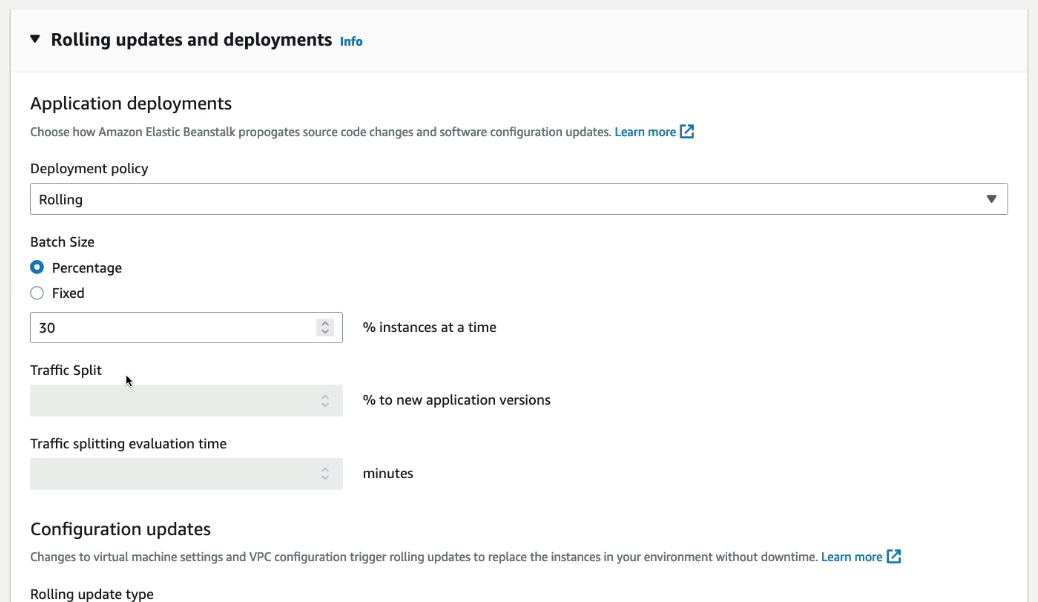 Rolling updates and deployments Info
Application deployments
Choose how Amazon Elastic Beanstalk propogates source code changes and software configuration updates. Learn more
Deployment policy
Rolling
Batch Size
Percentage
Fixed
30 % instances at a time
Traffic Split
% to new application versions
Traffic splitting evaluation time
minutes
Configuration updates
Changes to virtual machine settings and VPC configuration trigger rolling updates to replace the instances in your environment without downtime. Learn more
Rolling update type